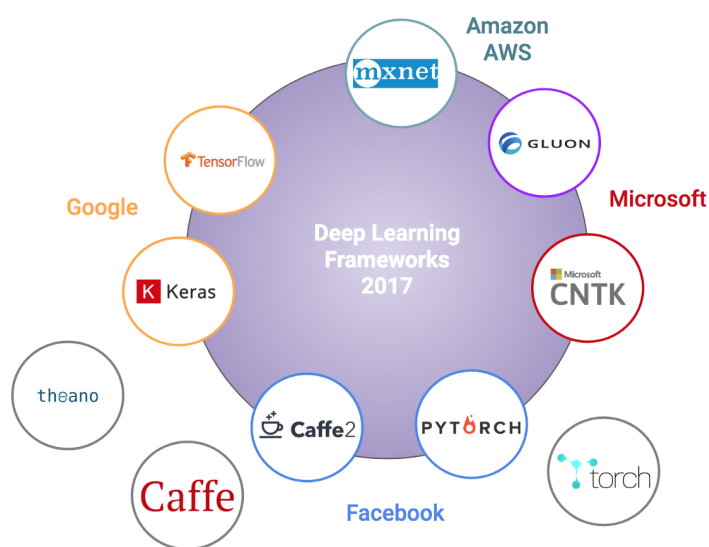 Amazon
AWS
mxnet
GLUON
TensorFlow
Google
Microsoft
Deep Learning
Frameworks
2017
K Keras
Microsoft
CNTK
theano
Caffe2
PYTORCH
Caffe
torch
Facebook